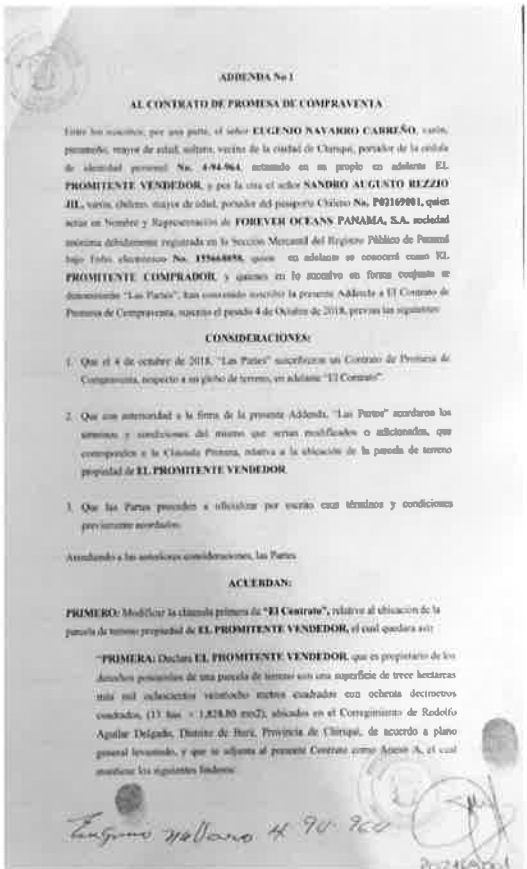 ADDENDA No 1
AL CONTRATO DE PROMESA DE COMPRAVENTA
Entre los suscritos, por una parte, el señor EUGENIO NAVARRO CARREÑO, varón,
panameño, mayor de edad, soltero, vecino de la ciudad de Chiriquí, portador de la cédula
de identidad personal No. 4-94-964, actuando en su propio en adelante EL
PROMITENTE VENDEDOR, y por la otra el señor SANDRO AUGUSTO REZZIO
JIL, varón, chileno, mayor de edad, portador del pasaporte Chileno No. P02169001, quien
actúa en Nombre y Representación de FOREVER OCEANS PANAMA, S.A. sociedad
anónima debidamente registrada en la Sección Mercantil del Registro Público de Panamá
bajo Folio electrónico No. 155668058, quien en adelante se conocerá como EL
PROMITENTE COMPRADOR, y quienes en lo sucesivo en forma conjunta se
denominarán "Las Partes", han convenido suscribir la presente Addenda a El Contrato de
Promesa de Compraventa, suscrito el pasado 4 de Octubre de 2018, previas las siguientes
CONSIDERACIONES:
1. Que el 4 de octubre de 2018, "Las Partes" suscribieron un Contrato de Promesa de
Compraventa, respecto a un globo de terreno, en adelante "El Contrato".
2. Que con anterioridad a la firma de la presente Addenda, "Las Partes" acordaron los
términos y condiciones del mismo que serían modificados o adicionados, que
corresponden a la Cláusula Primera, relativa a la ubicación de la parcela de terreno
propiedad de EL PROMITENTE VENDEDOR
3. Que las Partes proceden a oficializar por escrito esos términos y condiciones
previamente acordados.
Atendiendo a las anteriores consideraciones, las Partes
ACUERDAN:
PRIMERO: Modificar la cláusula primera de "El Contrato", relativo al ubicación de la
parcela de terreno propiedad de EL PROMITENTE VENDEDOR, el cual quedara así:
"PRIMERA: Declara EL PROMITENTE VENDEDOR, que es propietario de los
derechos posesorios de una parcela de terreno con una superficie de trece hectáreas
más mil ochocientos veintiocho metros cuadrados con ochenta decímetros
cuadrados, (13 has + 1,828.80 mts2), ubicados en el Corregimiento de Rodolfo
Aguilar Delgado, Distrito de Barú, Provincia de Chiriquí, de acuerdo a plano
general levantado, y que se adjunta al presente Contrato como Anexo A, el cual
mantiene los siguientes linderos:
Eugenio Navarro 4 94-964